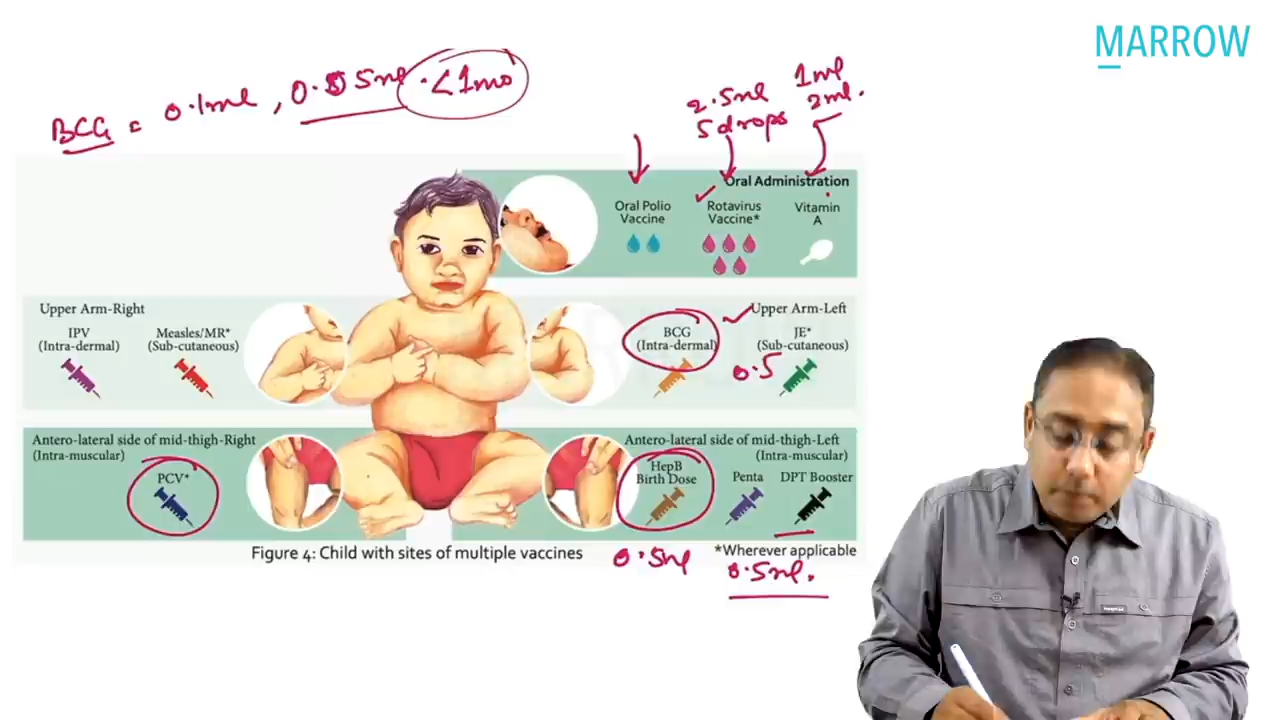 MARROW
BCG = 0.1ml, 0.05ml . <1mo
2.5ml
5 drops
1ml
2ml.
Oral Administration
Oral Polio
Vaccine
Rotavirus
Vaccine*
Vitamin
A
Upper Arm-Right
IPV
(Intra-dermal)
Measles/MR*
(Sub-cutaneous)
Upper Arm-Left
BCG
(Intra-dermal)
JE*
(Sub-cutaneous)
0.5
Antero-lateral side of mid-thigh-Right
(Intra-muscular)
PCV*
Antero-lateral side of mid-thigh-Left
(Intra-muscular)
HepB
Birth Dose
Penta
DPT Booster
Figure 4: Child with sites of multiple vaccines
*Wherever applicable
0.5ml
0.5ml.